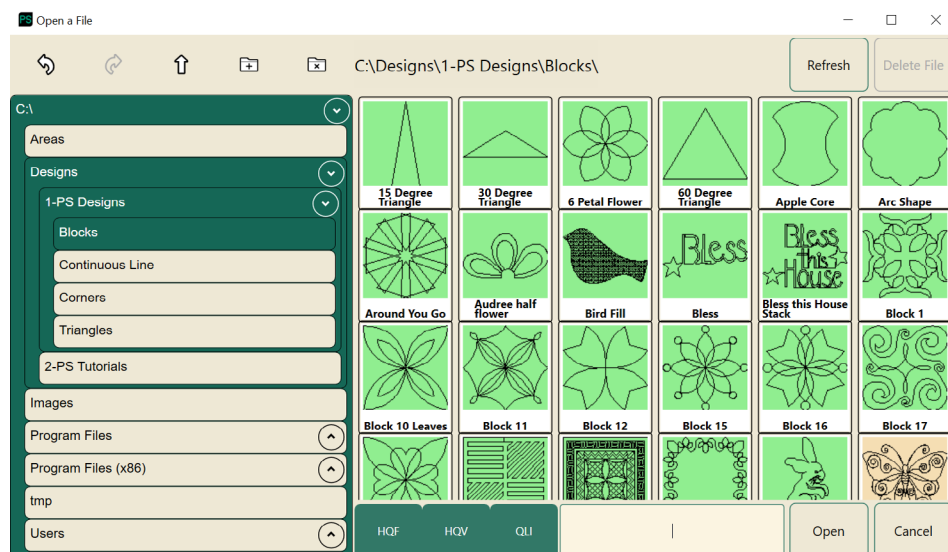 PS Open a File
C:\Designs\1-PS Designs\Blocks\
Refresh
Delete File
C:\
Areas
Designs
1-PS Designs
Blocks
Continuous Line
Corners
Triangles
2-PS Tutorials
Images
Program Files
Program Files (x86)
tmp
Users
15 Degree
Triangle
30 Degree
Triangle
6 Petal Flower
60 Degree
Triangle
Apple Core
Arc Shape
Around You Go
Audree half
flower
Bird Fill
Bless
Bless
Bless
this
House
Bless this House
Stack
Block 1
Block 10 Leaves
Block 11
Block 12
Block 15
Block 16
Block 17
HQF
HQV
QLI
Open
Cancel